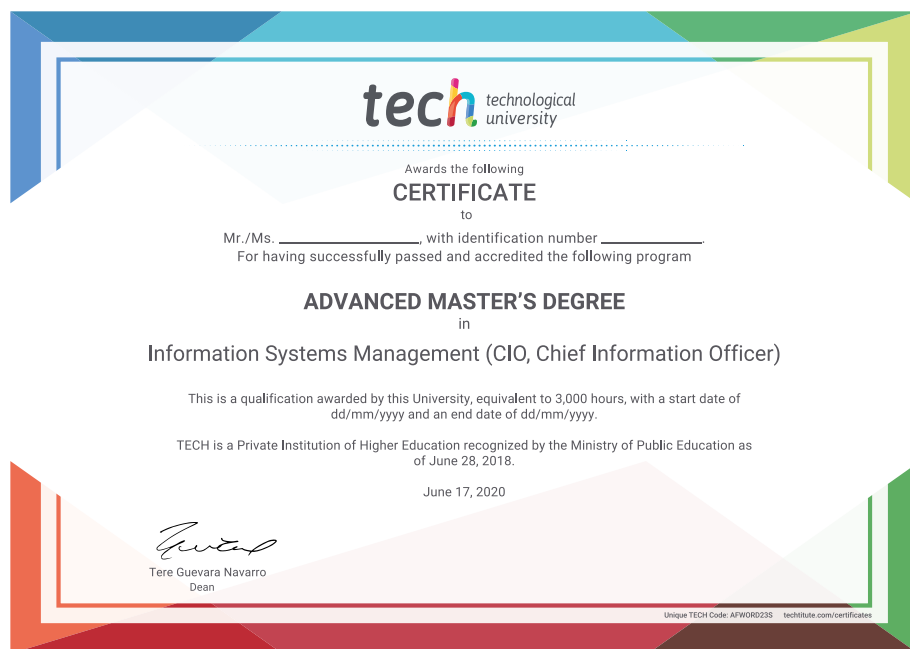 tech technological
university
Awards the following
CERTIFICATE
to
Mr./Ms. ________________, with identification number ____________.
For having successfully passed and accredited the following program
ADVANCED MASTER'S DEGREE
in
Information Systems Management (CIO, Chief Information Officer)
This is a qualification awarded by this University, equivalent to 3,000 hours, with a start date of
dd/mm/yyyy and an end date of dd/mm/yyyy.
TECH is a Private Institution of Higher Education recognized by the Ministry of Public Education as
of June 28, 2018.
June 17, 2020
Tere Guevara Navarro
Dean
Unique TECH Code: AFWORD23S techtitute.com/certificates